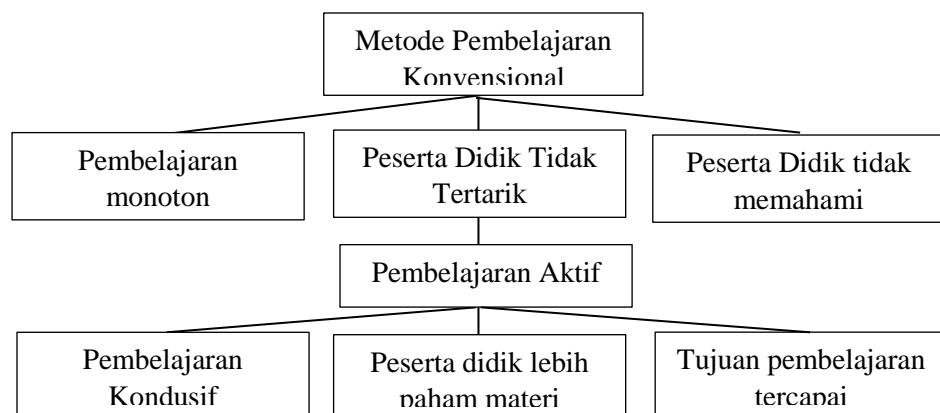 Metode Pembelajaran
Konvensional
Pembelajaran
monoton
Peserta Didik Tidak
Tertarik
Peserta Didik tidak
memahami
Pembelajaran Aktif
Pembelajaran
Kondusif
Peserta didik lebih
paham materi
Tujuan pembelajaran
tercapai